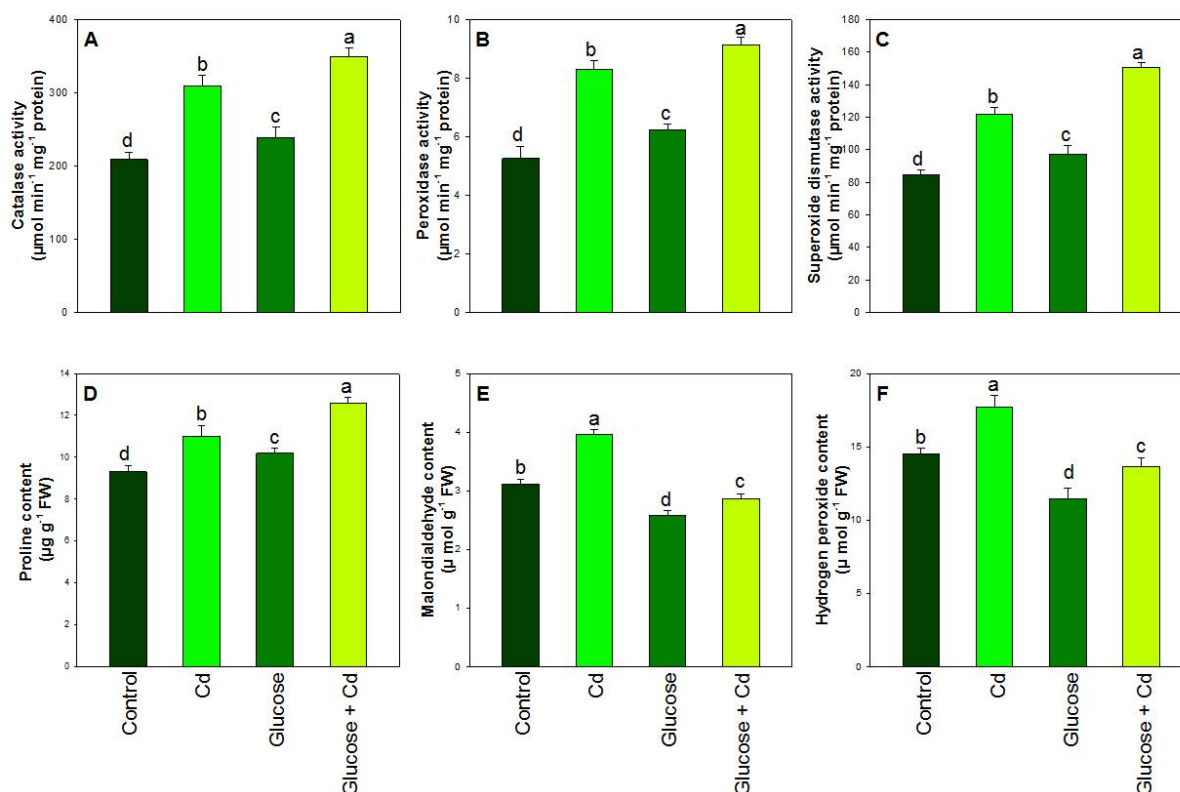 A
Catalase activity
(µmol min⁻¹ mg⁻¹ protein)
400
300
200
100
0
d
b
c
a
B
Peroxidase activity
(µmol min⁻¹ mg⁻¹ protein)
10
8
6
4
2
0
d
b
c
a
C
Superoxide dismutase activity
(µmol min⁻¹ mg⁻¹ protein)
180
160
140
120
100
80
60
40
20
0
d
b
c
a
D
Proline content
(µg g⁻¹ FW)
14
12
10
8
6
4
2
0
d
b
c
a
Control
Cd
Glucose
Glucose + Cd
E
Malondialdehyde content
(µ mol g⁻¹ FW)
5
4
3
2
1
0
b
a
d
c
Control
Cd
Glucose
Glucose + Cd
F
Hydrogen peroxide content
(µ mol g⁻¹ FW)
20
15
10
5
0
b
a
d
c
Control
Cd
Glucose
Glucose + Cd